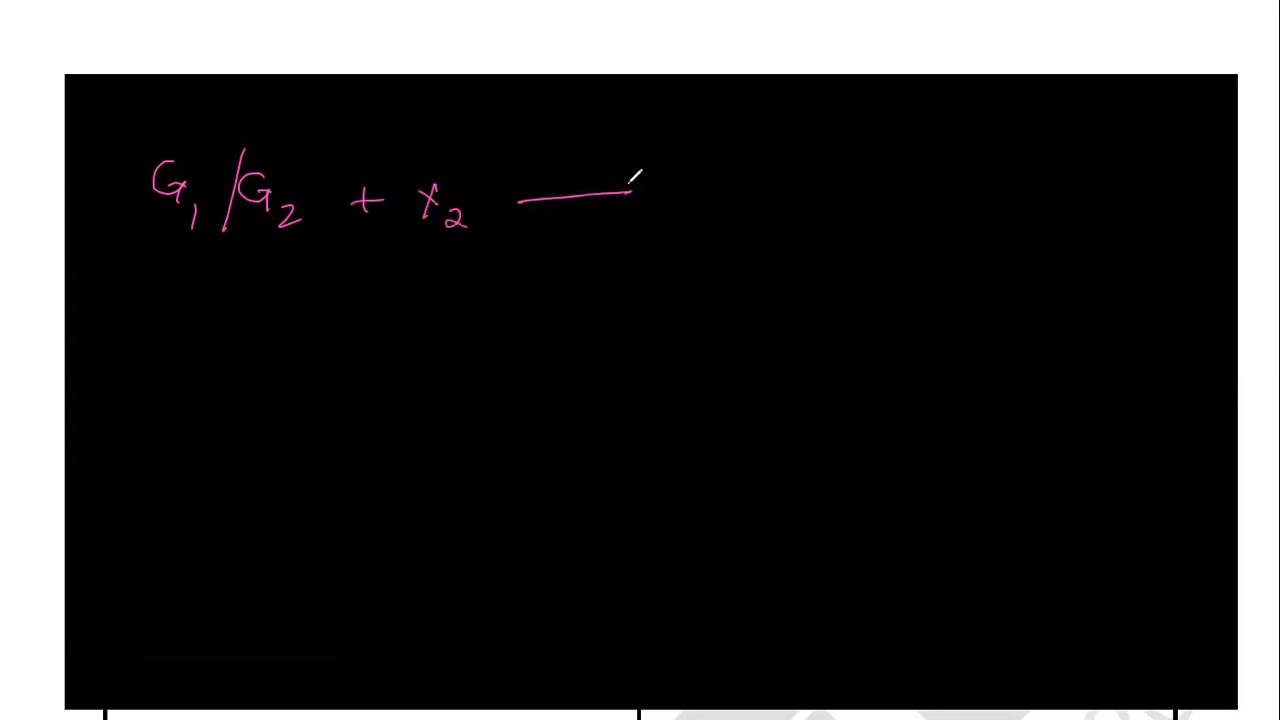 G₁/G₂ + X₂ —